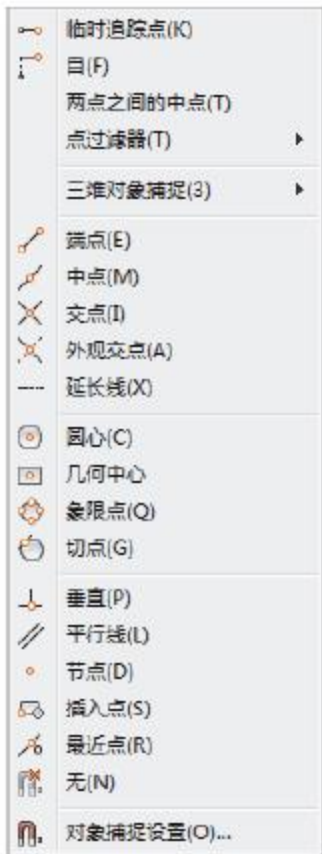 临时追踪点(K)
目(F)
两点之间的中点(T)
点过滤器(T)
三维对象捕捉(3)
端点(E)
中点(M)
交点(I)
外观交点(A)
延长线(X)
圆心(C)
几何中心
象限点(Q)
切点(G)
垂直(P)
平行线(L)
节点(D)
插入点(S)
最近点(R)
无(N)
对象捕捉设置(O)...